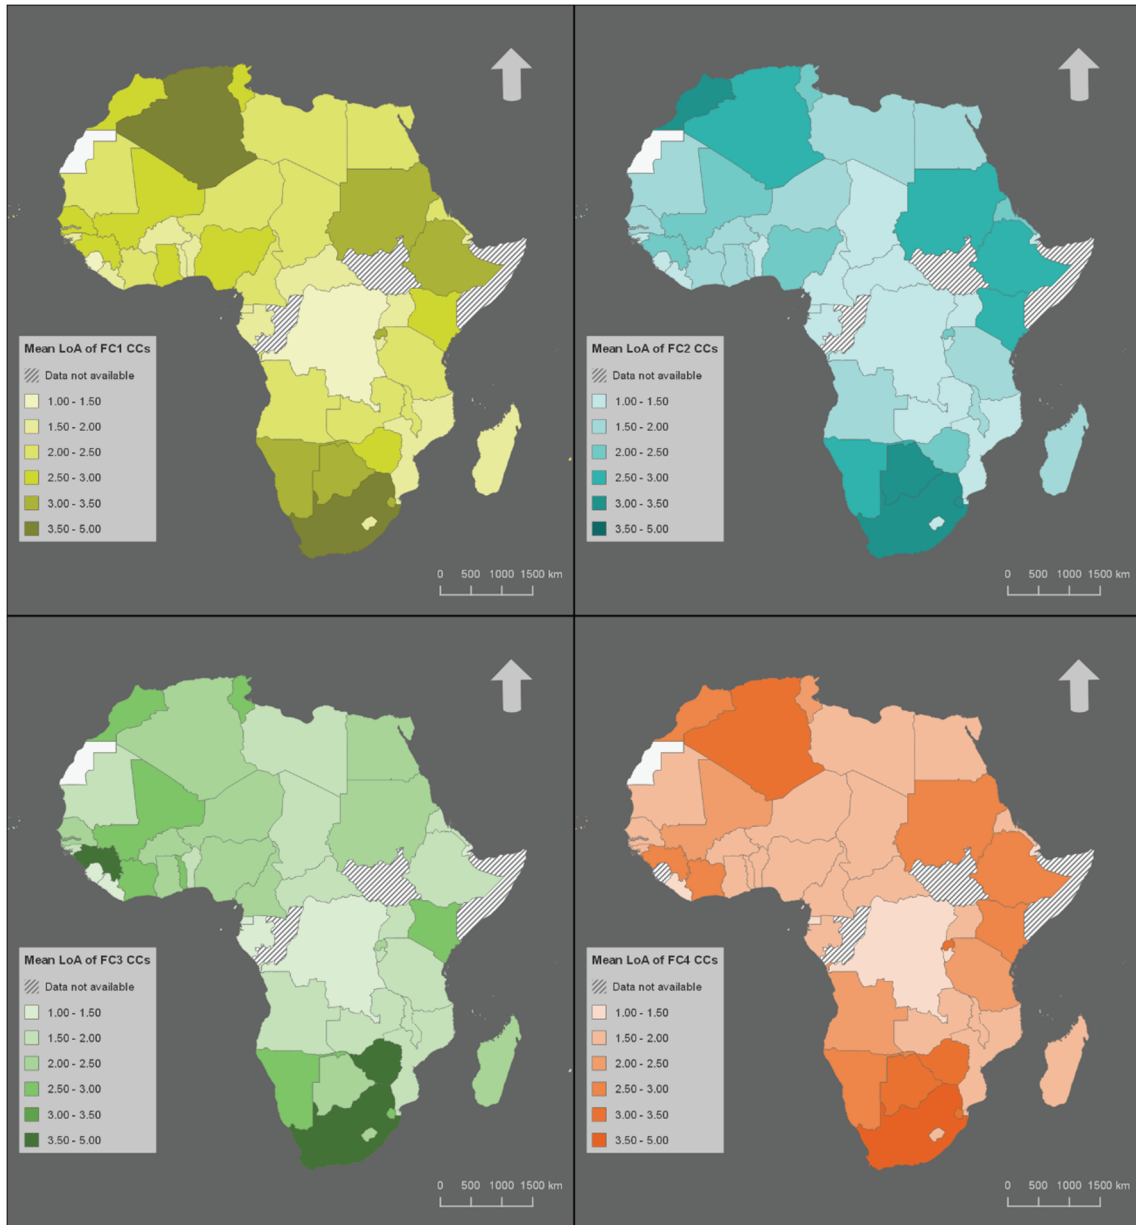 Mean LoA of FC1 CCs
Data not available
1.00 - 1.50
1.50 - 2.00
2.00 - 2.50
2.50 - 3.00
3.00 - 3.50
3.50 - 5.00
0 500 1000 1500 km
Mean LoA of FC2 CCs
Data not available
1.00 - 1.50
1.50 - 2.00
2.00 - 2.50
2.50 - 3.00
3.00 - 3.50
3.50 - 5.00
0 500 1000 1500 km
Mean LoA of FC3 CCs
Data not available
1.00 - 1.50
1.50 - 2.00
2.00 - 2.50
2.50 - 3.00
3.00 - 3.50
3.50 - 5.00
0 500 1000 1500 km
Mean LoA of FC4 CCs
Data not available
1.00 - 1.50
1.50 - 2.00
2.00 - 2.50
2.50 - 3.00
3.00 - 3.50
3.50 - 5.00
0 500 1000 1500 km